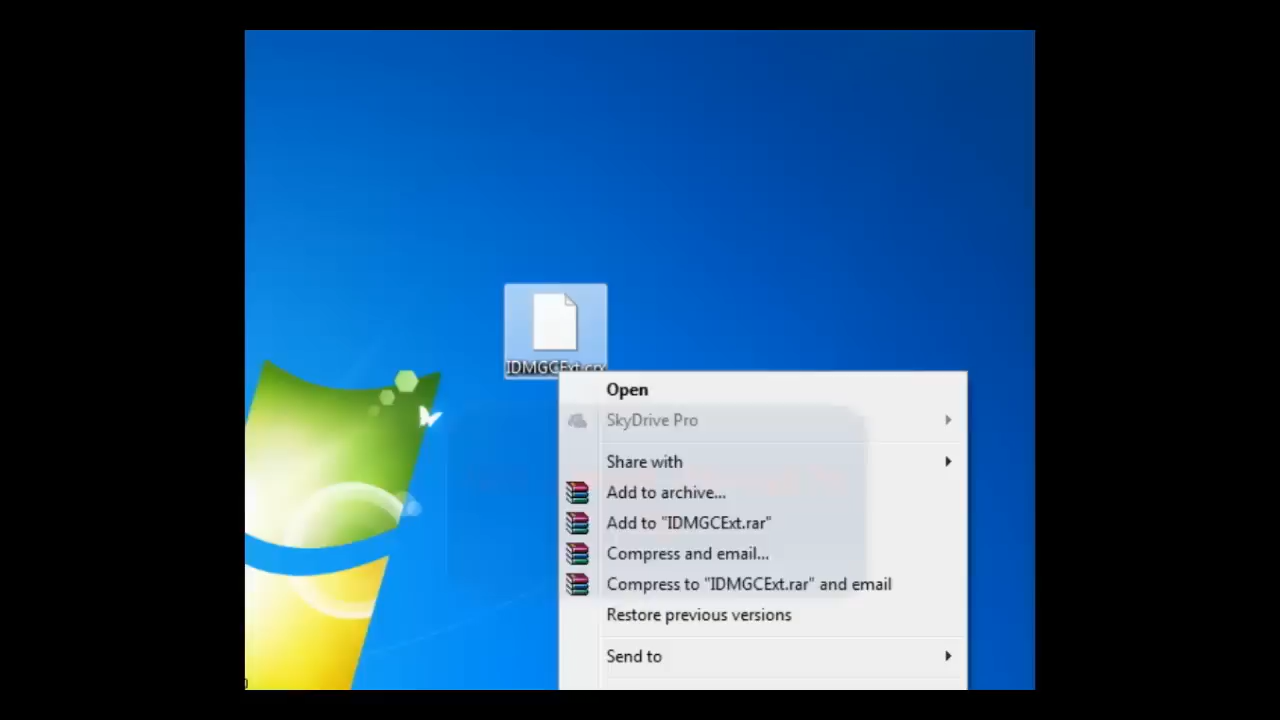 IDMGCExt.crx
Open
SkyDrive Pro
Share with
Add to archive...
Add to "IDMGCExt.rar"
Compress and email...
Compress to "IDMGCExt.rar" and email
Restore previous versions
Send to